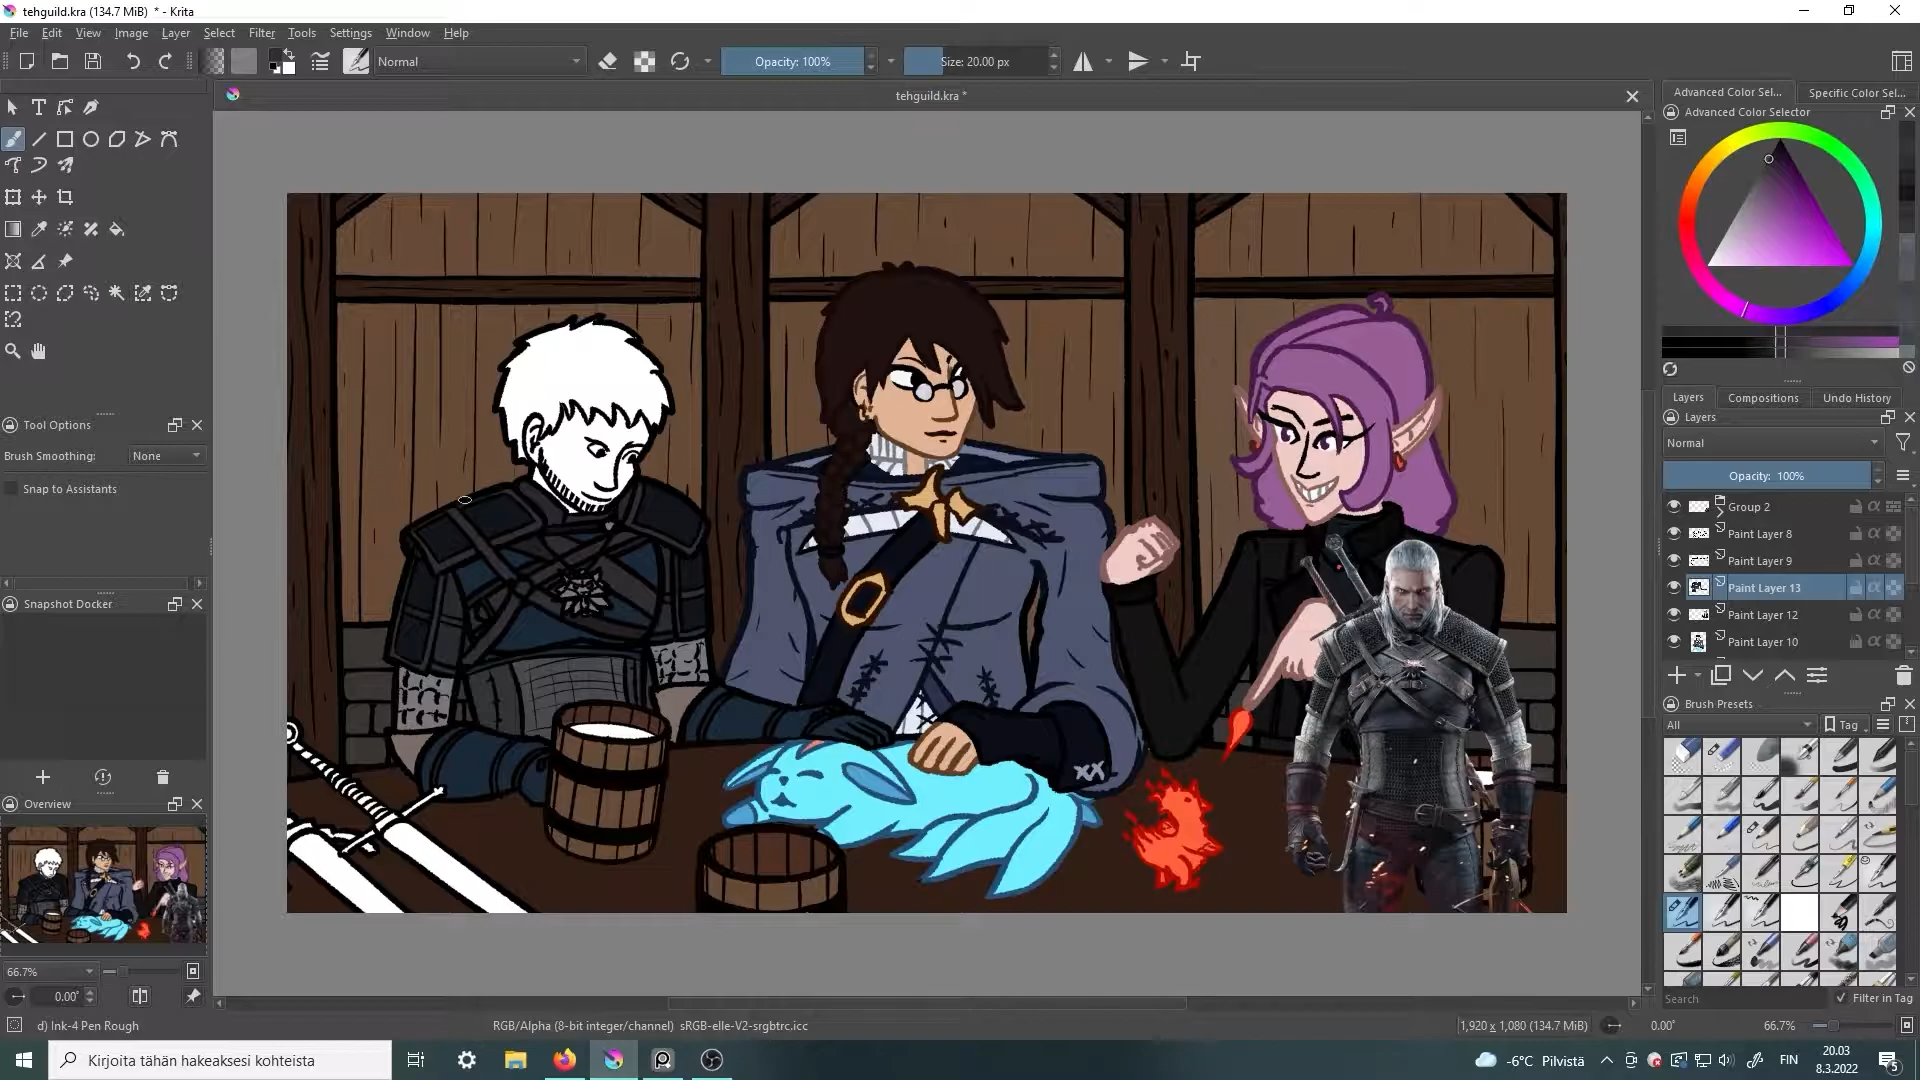 tehguild.kra (134.7 MiB) * - Krita
File Edit View Image Layer Select Filter Tools Settings Window Help
Normal
Opacity: 100%
Size: 20.00 px
tehguild.kra *
Advanced Color Sel... Specific Color Sel...
Advanced Color Selector
Tool Options
Brush Smoothing: None
Snap to Assistants
Snapshot Docker
Overview
66.7%
0.00°
Layers Compositions Undo History
Layers
Normal
Opacity: 100%
Group 2
Paint Layer 8
Paint Layer 9
Paint Layer 13
Paint Layer 12
Paint Layer 10
Brush Presets
All Tag
Search Filter in Tag
XX
d) Ink-4 Pen Rough
RGB/Alpha (8-bit integer/channel) sRGB-elle-V2-srgbtrc.icc
1,920 x 1,080 (134.7 MiB)
0.00°
66.7%
Kirjoita tähän hakeaksesi kohteista
-6°C Pilvistä
FIN
20.03
8.3.2022
5